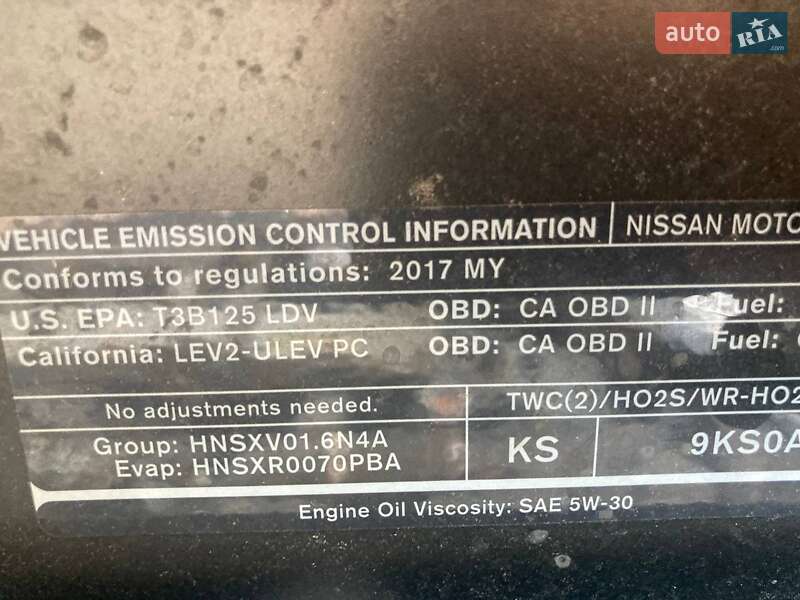 auto RIA .com
VEHICLE EMISSION CONTROL INFORMATION NISSAN MOTO
Conforms to regulations: 2017 MY
U.S. EPA: T3B125 LDV OBD: CA OBD II Fuel:
California: LEV2-ULEV PC OBD: CA OBD II Fuel:
No adjustments needed. TWC(2)/HO2S/WR-HO2
Group: HNSXV01.6N4A KS 9KS0A
Evap: HNSXR0070PBA
Engine Oil Viscosity: SAE 5W-30